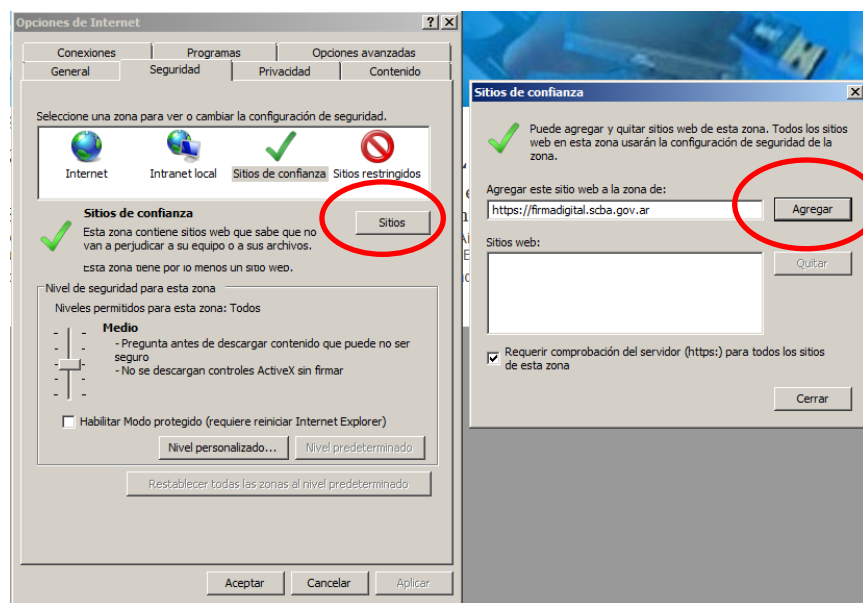 Opciones de Internet
Conexiones Programas Opciones avanzadas
General Seguridad Privacidad Contenido
Seleccione una zona para ver o cambiar la configuración de seguridad.
Internet Intranet local Sitios de confianza Sitios restringidos
Sitios de confianza
Sitios
Esta zona contiene sitios web que sabe que no
van a perjudicar a su equipo o a sus archivos.
Esta zona tiene por lo menos un sitio web.
Nivel de seguridad para esta zona
Niveles permitidos para esta zona: Todos
Medio
- Pregunta antes de descargar contenido que puede no ser
seguro
- No se descargan controles ActiveX sin firmar
Habilitar Modo protegido (requiere reiniciar Internet Explorer)
Nivel personalizado... Nivel predeterminado
Restablecer todas las zonas al nivel predeterminado
Aceptar Cancelar Aplicar
Sitios de confianza
Puede agregar y quitar sitios web de esta zona. Todos los sitios
web en esta zona usarán la configuración de seguridad de la
zona.
Agregar este sitio web a la zona de:
https://firmadigital.scba.gov.ar Agregar
Sitios web:
Quitar
Requerir comprobación del servidor (https:) para todos los sitios
de esta zona
Cerrar